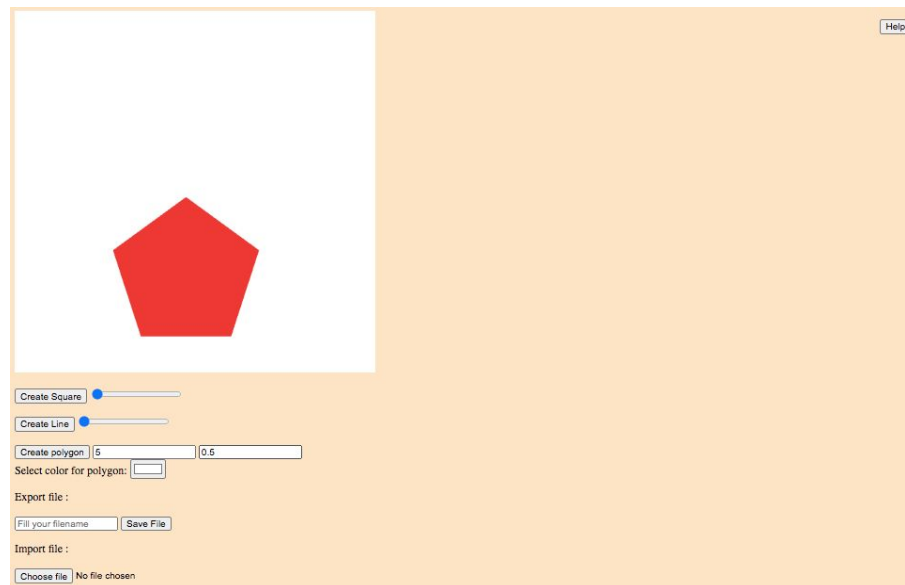 Help
Create Square
Create Line
Create polygon 5 0.5
Select color for polygon:
Export file :
Fill your filename Save File
Import file :
Choose file No file chosen